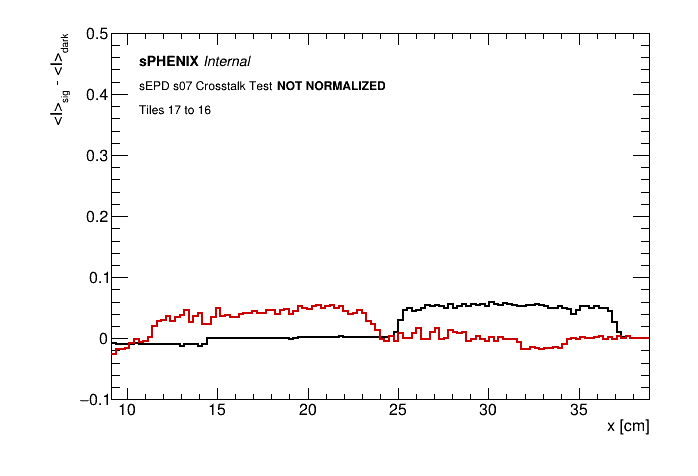 0.5
<I>sig - <I>dark
sPHENIX Internal
sEPD s07 Crosstalk Test NOT NORMALIZED
0.4
Tiles 17 to 16
0.3
0.2
0.1
0
−0.1
10 15 20 25 30 35
x [cm]